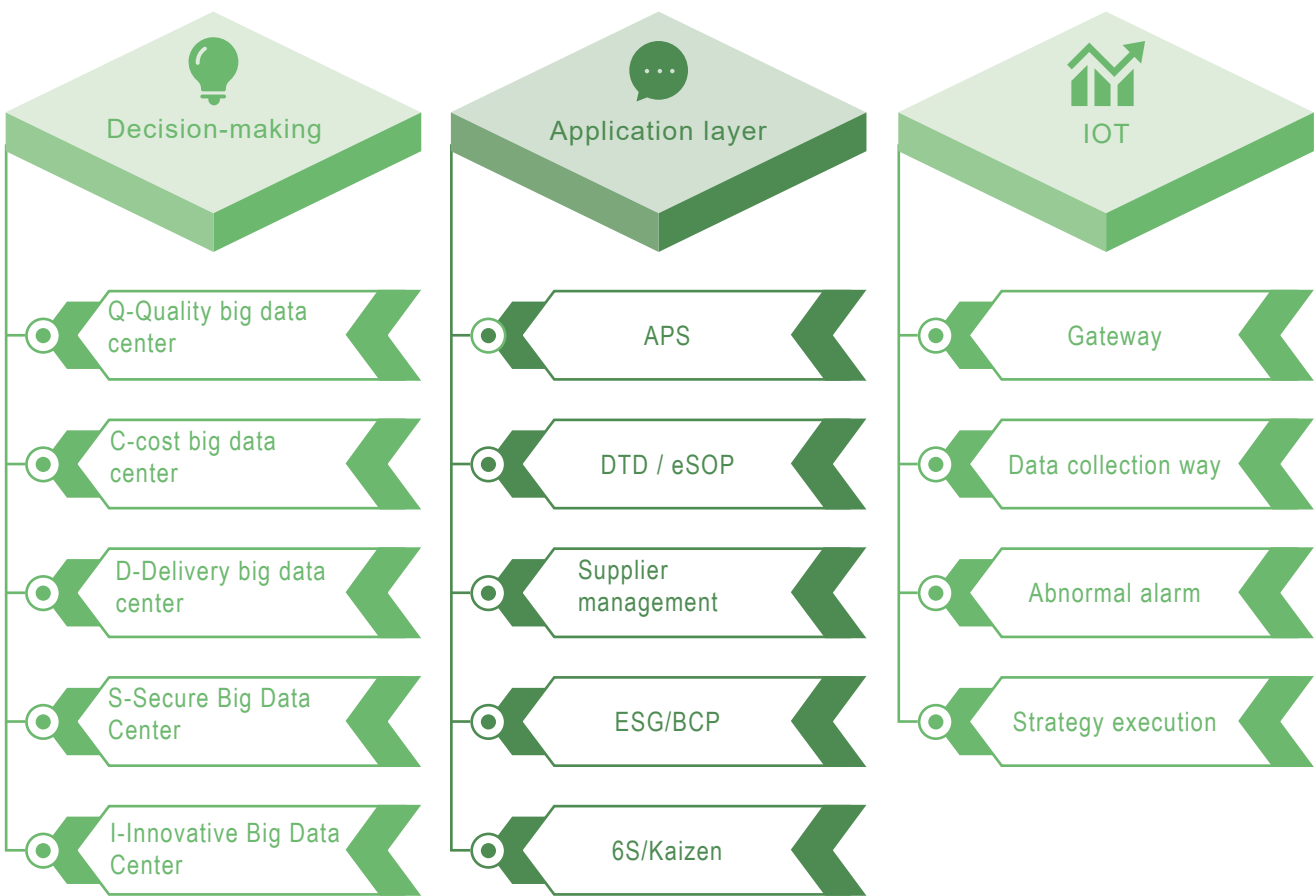 Decision-making
Q-Quality big data
center
C-cost big data
center
D-Delivery big data
center
S-Secure Big Data
Center
I-Innovative Big Data
Center
Application layer
APS
DTD / eSOP
Supplier
management
ESG/BCP
6S/Kaizen
IOT
Gateway
Data collection way
Abnormal alarm
Strategy execution